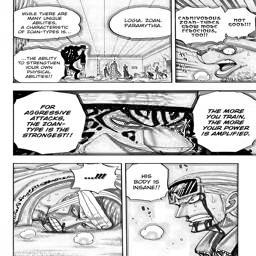 WHILE THERE
ARE MANY
UNIQUE
ABILITIES,
A CHARACTERISTIC
OF ZOAN-TYPES IS...
...THE ABILITY
TO STRENGTHEN
YOUR OWN
PHYSICAL
ABILITIES!!
LOGIA. ZOAN.
PARAMYTHIA.
CARNIVOROUS
ZOAN-TYPES
GROW MORE
FEROCIOUS,
TOO!!
NOT GOOD!!!
FOR
AGGRESSIVE
ATTACKS,
THE ZOAN-
TYPE IS THE
STRONGEST!!
THE MORE
YOU TRAIN,
THE MORE
YOUR POWER
IS AMPLIFIED.
...!!!
HIS
BODY IS
INSANE!!